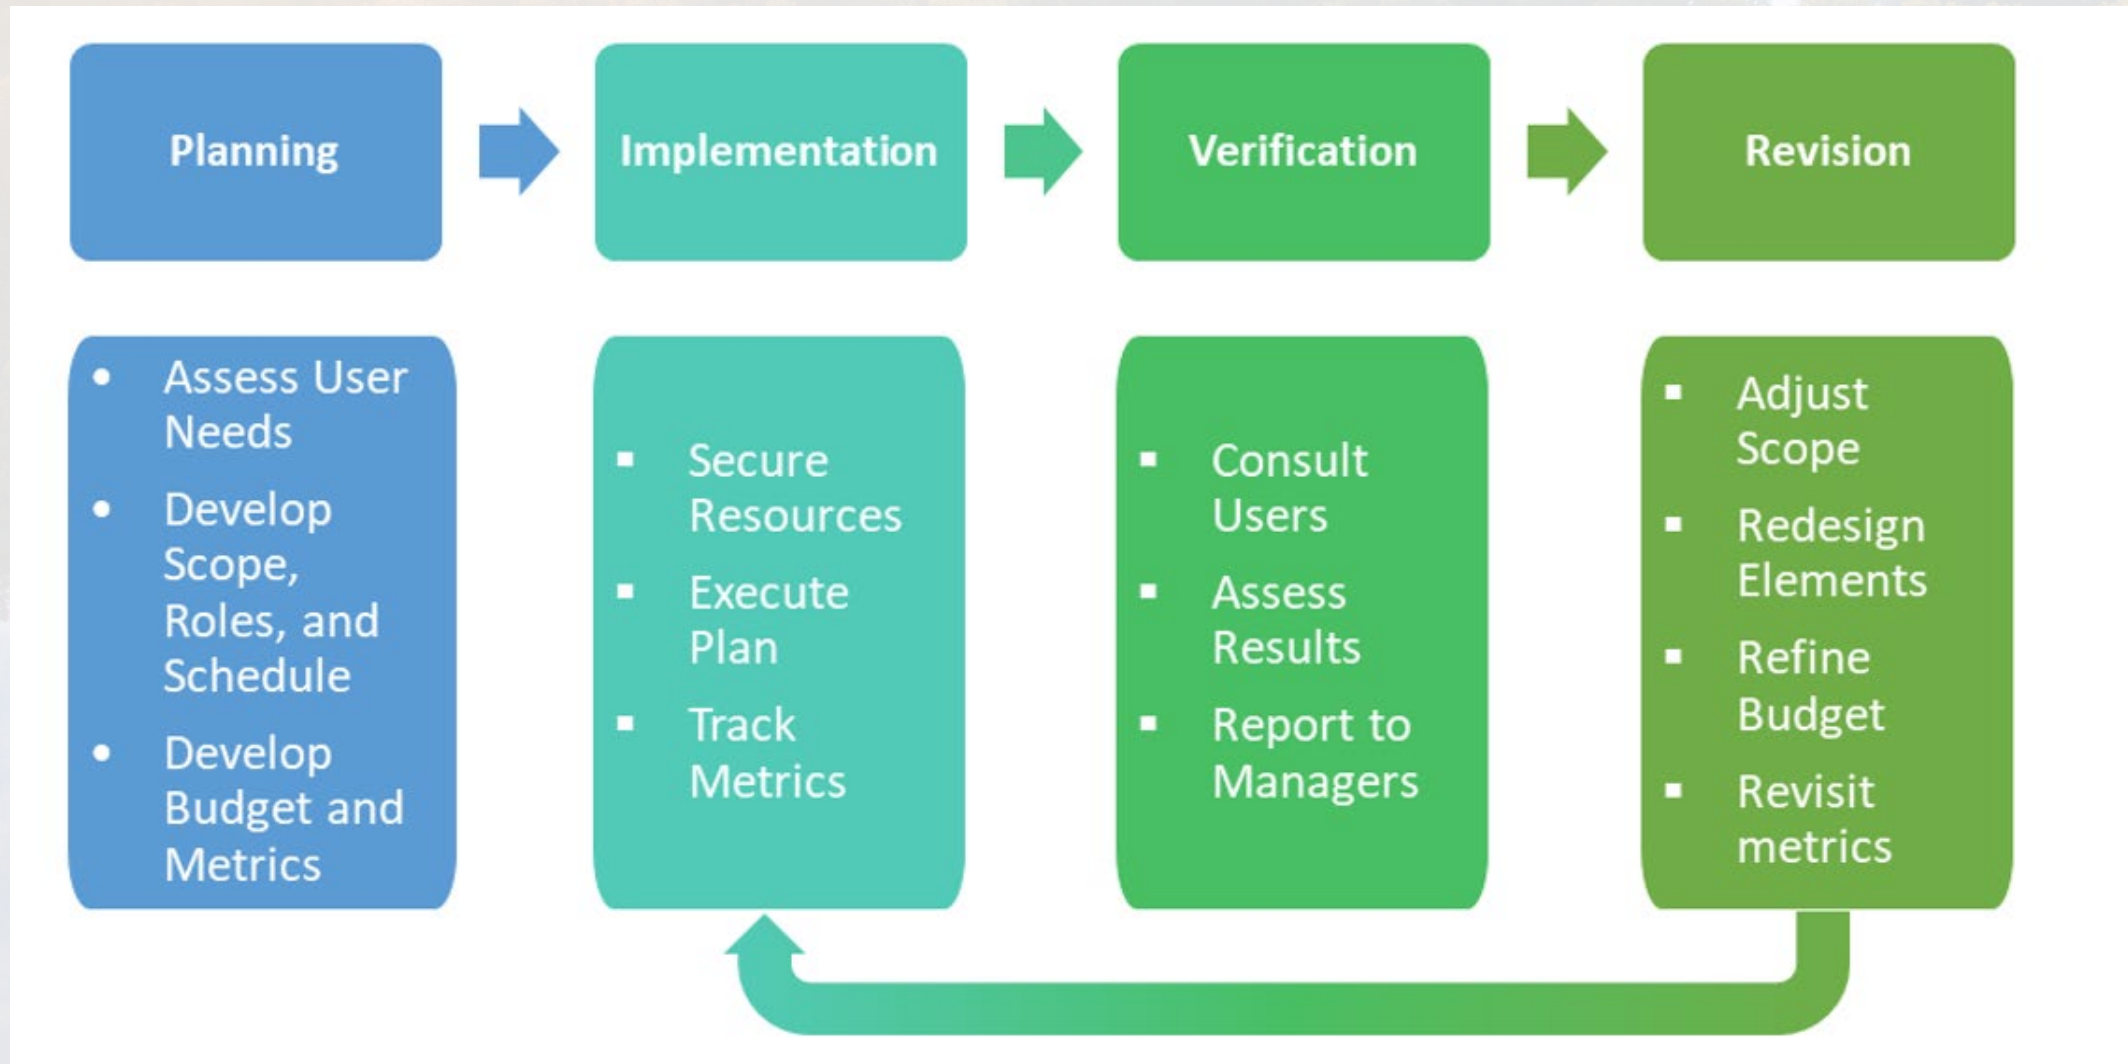 Planning
Implementation
Verification
Revision
• Assess User
Needs
• Develop
Scope,
Roles, and
Schedule
• Develop
Budget and
Metrics
▪ Secure
Resources
▪ Execute
Plan
▪ Track
Metrics
▪ Consult
Users
▪ Assess
Results
▪ Report to
Managers
▪ Adjust
Scope
▪ Redesign
Elements
▪ Refine
Budget
▪ Revisit
metrics